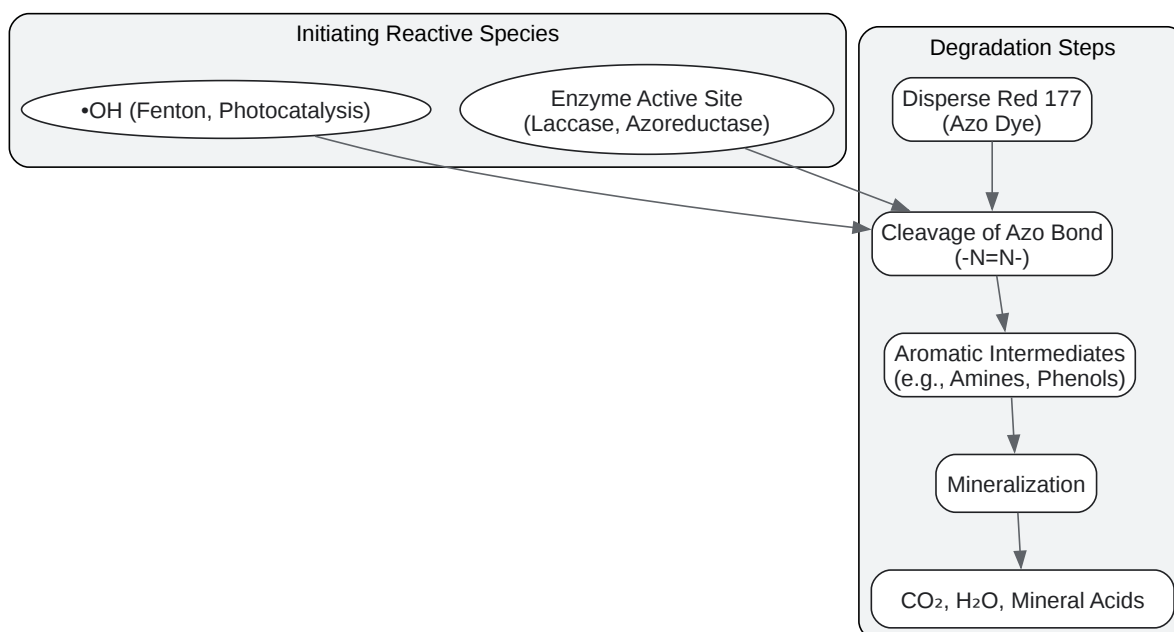 Initiating Reactive Species
•OH (Fenton, Photocatalysis)
Enzyme Active Site
(Laccase, Azoreductase)
Degradation Steps
Disperse Red 177
(Azo Dye)
Cleavage of Azo Bond
(-N=N-)
Aromatic Intermediates
(e.g., Amines, Phenols)
Mineralization
CO₂, H₂O, Mineral Acids